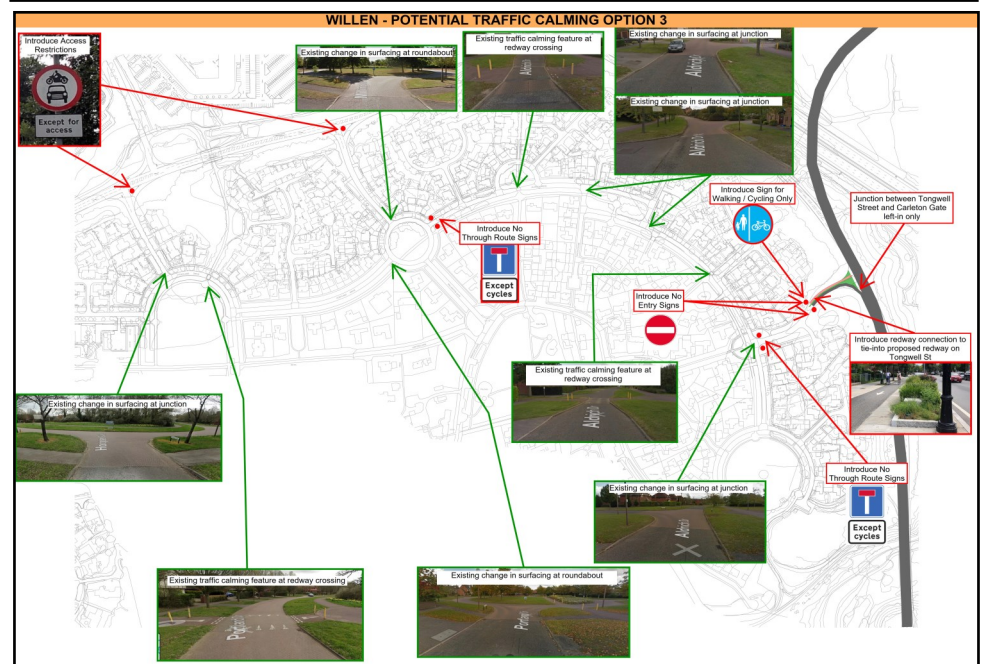 WILLEN - POTENTIAL TRAFFIC CALMING OPTION 3
Introduce Access
Restrictions
Except for
access
Existing change in surfacing at roundabout
Existing traffic calming feature at
redway crossing
Existing change in surfacing at junction
Existing change in surfacing at junction
Introduce Sign for
Walking / Cycling Only
Junction between Tongwell
Street and Carleton Gate
left-in only
Introduce No
Through Route Signs
Except
cycles
Introduce No
Entry Signs
Introduce redway connection to
tie-into proposed redway on
Tongwell St
Existing traffic calming feature at
redway crossing
Existing change in surfacing at junction
Introduce No
Through Route Signs
Except
cycles
Existing change in surfacing at junction
Existing traffic calming feature at redway crossing
Existing change in surfacing at roundabout